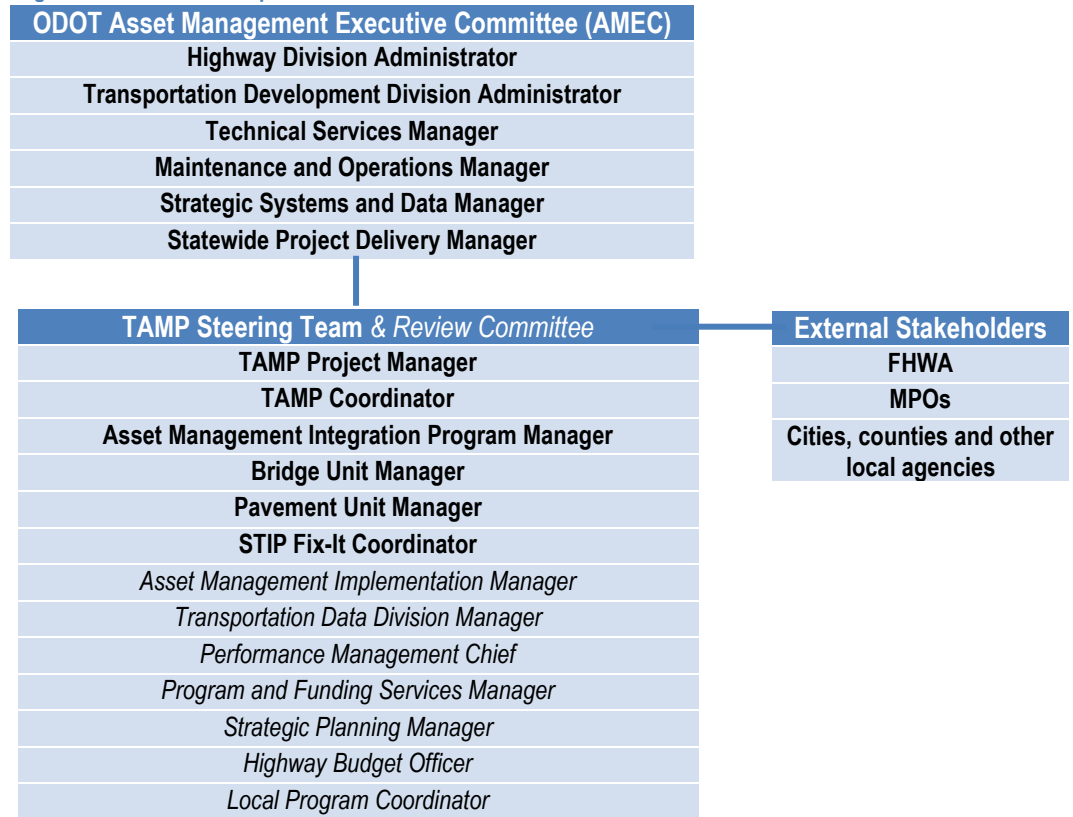 ODOT Asset Management Executive Committee (AMEC)
Highway Division Administrator
Transportation Development Division Administrator
Technical Services Manager
Maintenance and Operations Manager
Strategic Systems and Data Manager
Statewide Project Delivery Manager
TAMP Steering Team & Review Committee
TAMP Project Manager
TAMP Coordinator
Asset Management Integration Program Manager
Bridge Unit Manager
Pavement Unit Manager
STIP Fix-It Coordinator
Asset Management Implementation Manager
Transportation Data Division Manager
Performance Management Chief
Program and Funding Services Manager
Strategic Planning Manager
Highway Budget Officer
Local Program Coordinator
External Stakeholders
FHWA
MPOs
Cities, counties and other
local agencies